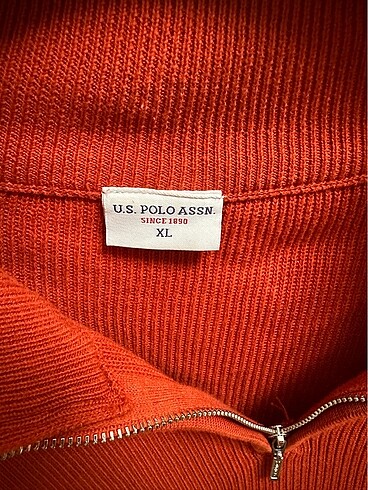 U.S. POLO ASSN.
SINCE 1890
XL